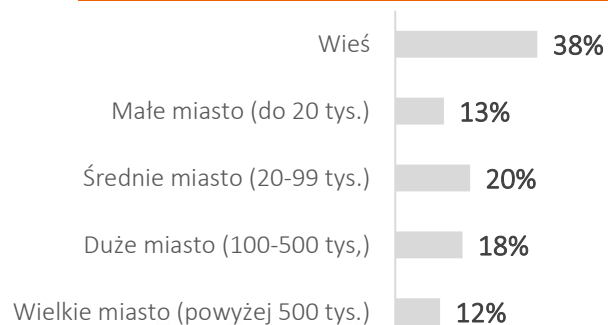 Wieś 38%
Małe miasto (do 20 tys.) 13%
Średnie miasto (20-99 tys.) 20%
Duże miasto (100-500 tys,) 18%
Wielkie miasto (powyżej 500 tys.) 12%